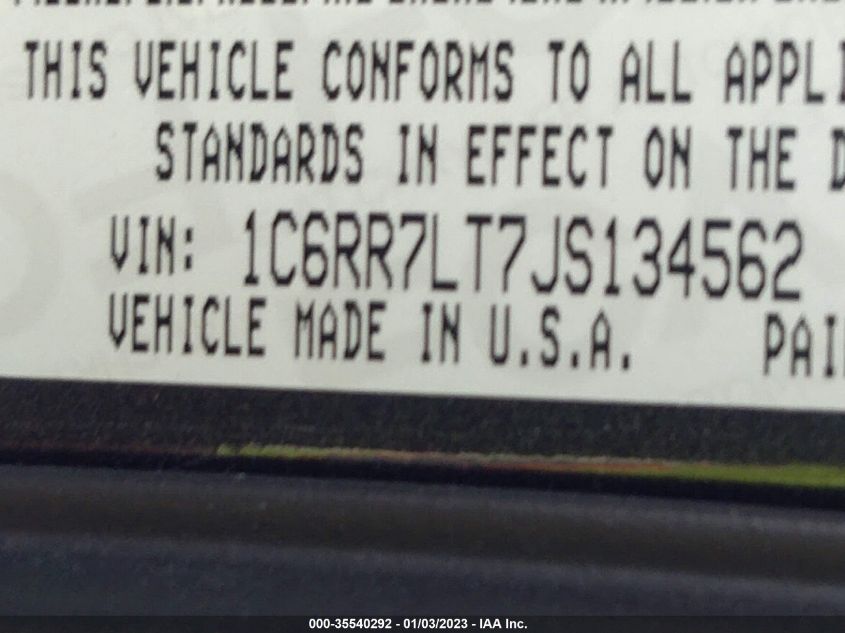 THIS VEHICLE CONFORMS TO ALL APPLI
STANDARDS IN EFFECT ON THE D
VIN: 1C6RR7LT7JS134562
VEHICLE MADE IN U.S.A. PAI
000-35540292 - 01/03/2023 - IAA Inc.